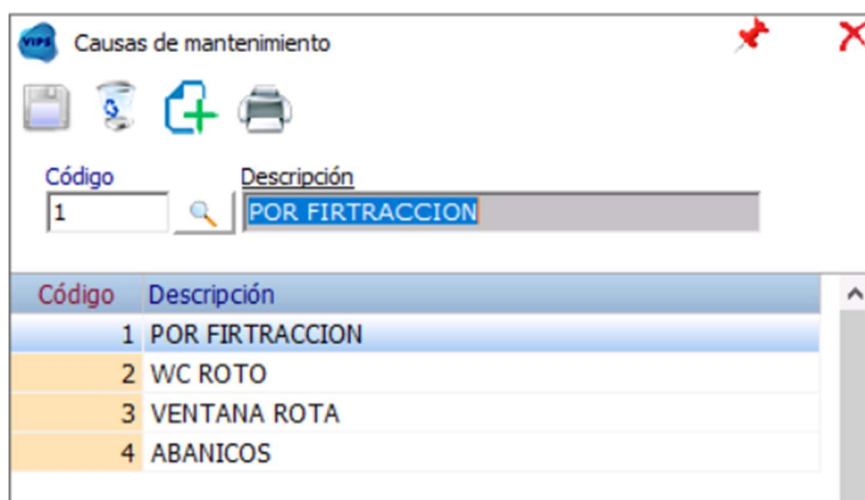 VIPS Causas de mantenimiento
Código Descripción
1 POR FIRTRACCION
Código Descripción
1 POR FIRTRACCION
2 WC ROTO
3 VENTANA ROTA
4 ABANICOS